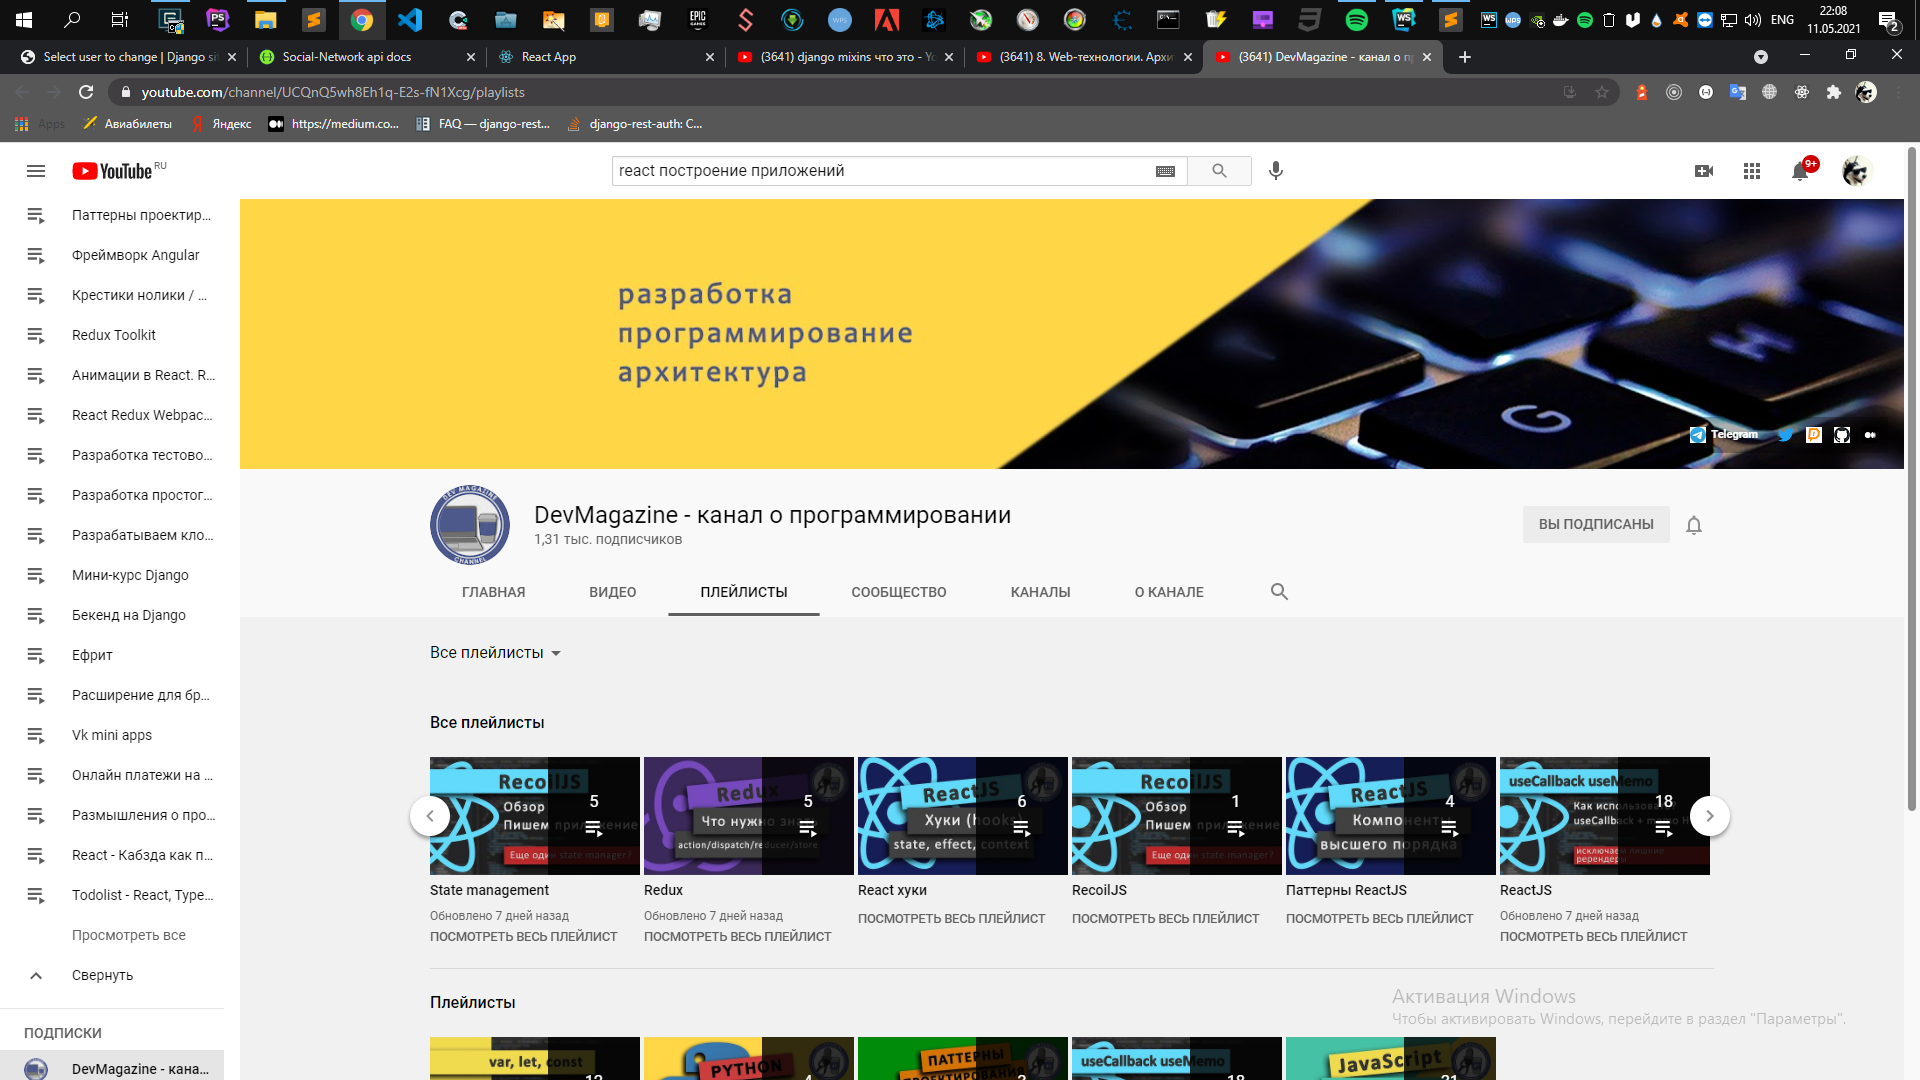 22:08
ENG
11.05.2021
2
Select user to change | Django si
Social-Network api docs
React App
(3641) django mixins что это - Yo
(3641) 8. Web-технологии. Архи
(3641) DevMagazine - канал о п
youtube.com/channel/UCQnQ5wh8Eh1q-E2s-fN1Xcg/playlists
Apps
Авиабилеты
Яндекс
https://medium.co...
FAQ — django-rest...
django-rest-auth: C...
YouTube RU
react построение приложений
9+
Паттерны проектир...
Фреймворк Angular
Крестики нолики / ...
Redux Toolkit
Анимации в React. R...
React Redux Webpac...
Разработка тестово...
Разработка простог...
Разрабатываем кло...
Мини-курс Django
Бекенд на Django
Ефрит
Расширение для бр...
Vk mini apps
Онлайн платежи на ...
Размышления о про...
React - Кабзда как п...
Todolist - React, Type...
Просмотреть все
Свернуть
ПОДПИСКИ
DevMagazine - кана...
разработка
программирование
архитектура
G
Telegram
DEV MAGAZINE
CHANNEL
DevMagazine - канал о программировании
1,31 тыс. подписчиков
ВЫ ПОДПИСАНЫ
ГЛАВНАЯ
ВИДЕО
ПЛЕЙЛИСТЫ
СООБЩЕСТВО
КАНАЛЫ
О КАНАЛЕ
Все плейлисты
Все плейлисты
RecoilJS
Обзор
Пишем приложение
Еще один state manager?
5
State management
Обновлено 7 дней назад
ПОСМОТРЕТЬ ВЕСЬ ПЛЕЙЛИСТ
Redux
Что нужно знать
action/dispatch/reducer/store
5
Redux
Обновлено 7 дней назад
ПОСМОТРЕТЬ ВЕСЬ ПЛЕЙЛИСТ
ReactJS
Хуки (hooks)
state, effect, context
6
React хуки
ПОСМОТРЕТЬ ВЕСЬ ПЛЕЙЛИСТ
RecoilJS
Обзор
Пишем приложение
Еще один state manager?
1
RecoilJS
ПОСМОТРЕТЬ ВЕСЬ ПЛЕЙЛИСТ
ReactJS
Компоненты
высшего порядка
4
Паттерны ReactJS
ПОСМОТРЕТЬ ВЕСЬ ПЛЕЙЛИСТ
useCallback useMemo
Как использовать
useCallback и memo
исключаем лишние
ререндеры
18
ReactJS
Обновлено 7 дней назад
ПОСМОТРЕТЬ ВЕСЬ ПЛЕЙЛИСТ
Плейлисты
var, let, const
PYTHON
ПАТТЕРНЫ
ПРОЕКТИРОВАНИЯ
useCallback useMemo
JavaScript
Активация Windows
Чтобы активировать Windows, перейдите в раздел "Параметры".